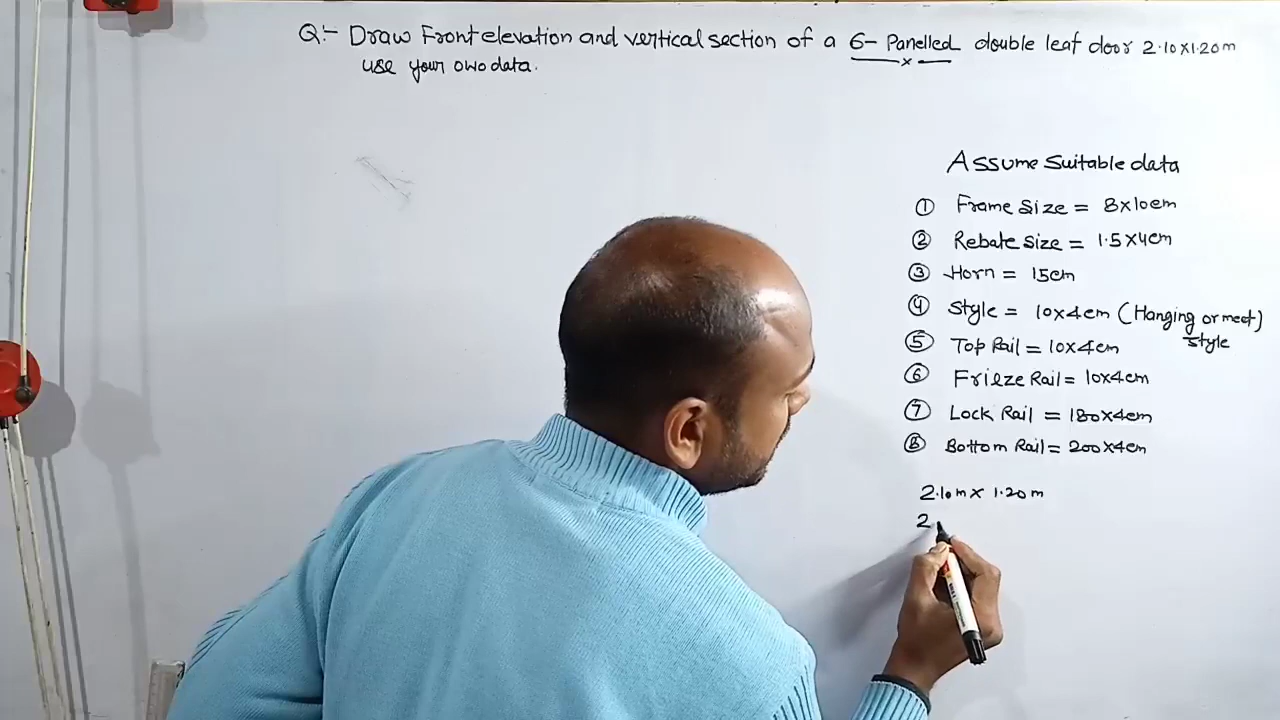 Q:- Draw Front elevation and vertical section of a 6- Panelled double leaf door 2.10x1.20m
use your own data.
Assume suitable data
① Frame size = 8x10cm
② Rebate size = 1.5x4cm
③ Horn = 15cm
④ Style = 10x4cm (Hanging or meet)
style
⑤ Top Rail = 10x4cm
⑥ Frieze Rail = 10x4cm
⑦ Lock Rail = 180x4cm
⑧ Bottom Rail = 200x4cm
2.10m x 1.20m
2